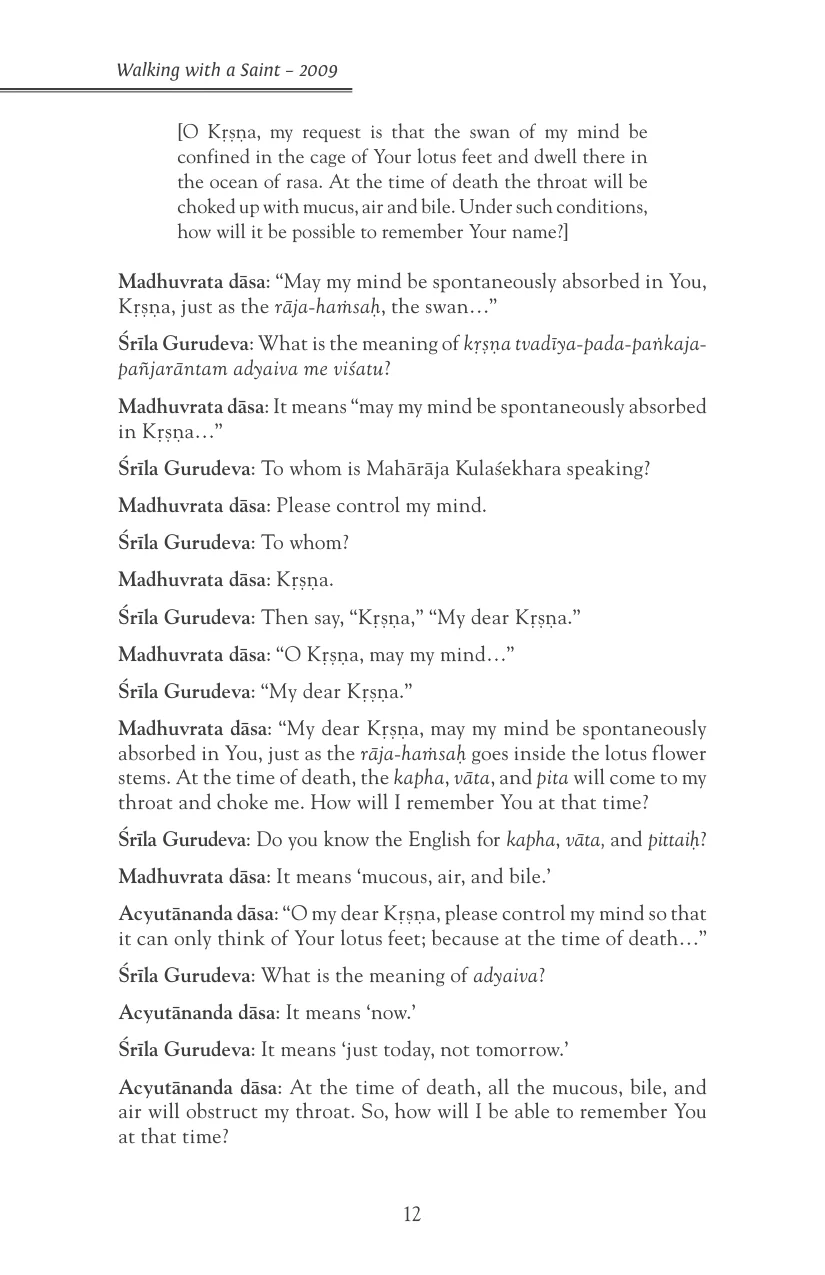 Walking with a Saint – 2009
[O Kṛṣṇa, my request is that the swan of my mind be
confined in the cage of Your lotus feet and dwell there in
the ocean of rasa. At the time of death the throat will be
choked up with mucus, air and bile. Under such conditions,
how will it be possible to remember Your name?]
Madhuvrata dāsa: “May my mind be spontaneously absorbed in You,
Kṛṣṇa, just as the rāja-haṁsaḥ, the swan…”
Śrīla Gurudeva: What is the meaning of kṛṣṇa tvadīya-pada-paṅkaja-
pañjarāntam adyaiva me viśatu?
Madhuvrata dāsa: It means “may my mind be spontaneously absorbed
in Kṛṣṇa…”
Śrīla Gurudeva: To whom is Mahārāja Kulaśekhara speaking?
Madhuvrata dāsa: Please control my mind.
Śrīla Gurudeva: To whom?
Madhuvrata dāsa: Kṛṣṇa.
Śrīla Gurudeva: Then say, “Kṛṣṇa,” “My dear Kṛṣṇa.”
Madhuvrata dāsa: “O Kṛṣṇa, may my mind…”
Śrīla Gurudeva: “My dear Kṛṣṇa.”
Madhuvrata dāsa: “My dear Kṛṣṇa, may my mind be spontaneously
absorbed in You, just as the rāja-haṁsaḥ goes inside the lotus flower
stems. At the time of death, the kapha, vāta, and pita will come to my
throat and choke me. How will I remember You at that time?
Śrīla Gurudeva: Do you know the English for kapha, vāta, and pittaiḥ?
Madhuvrata dāsa: It means ‘mucous, air, and bile.’
Acyutānanda dāsa: “O my dear Kṛṣṇa, please control my mind so that
it can only think of Your lotus feet; because at the time of death…”
Śrīla Gurudeva: What is the meaning of adyaiva?
Acyutānanda dāsa: It means ‘now.’
Śrīla Gurudeva: It means ‘just today, not tomorrow.’
Acyutānanda dāsa: At the time of death, all the mucous, bile, and
air will obstruct my throat. So, how will I be able to remember You
at that time?
12